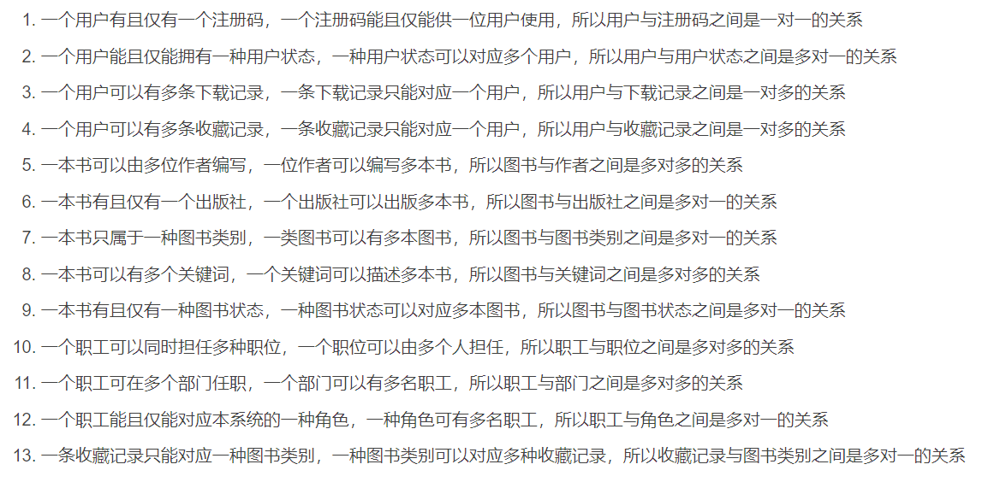 1. 一个用户有且仅有一个注册码，一个注册码能且仅能供一位用户使用，所以用户与注册码之间是一对一的关系
2. 一个用户能且仅能拥有一种用户状态，一种用户状态可以对应多个用户，所以用户与用户状态之间是多对一的关系
3. 一个用户可以有多条下载记录，一条下载记录只能对应一个用户，所以用户与下载记录之间是一对多的关系
4. 一个用户可以有多条收藏记录，一条收藏记录只能对应一个用户，所以用户与收藏记录之间是一对多的关系
5. 一本书可以由多位作者编写，一位作者可以编写多本书，所以图书与作者之间是多对多的关系
6. 一本书有且仅有一个出版社，一个出版社可以出版多本书，所以图书与出版社之间是多对一的关系
7. 一本书只属于一种图书类别，一类图书可以有多本图书，所以图书与图书类别之间是多对一的关系
8. 一本书可以有多个关键词，一个关键词可以描述多本书，所以图书与关键词之间是多对多的关系
9. 一本书有且仅有一种图书状态，一种图书状态可以对应多本图书，所以图书与图书状态之间是多对一的关系
10. 一个职工可以同时担任多种职位，一个职位可以由多个人担任，所以职工与职位之间是多对多的关系
11. 一个职工可在多个部门任职，一个部门可以有多名职工，所以职工与部门之间是多对多的关系
12. 一个职工能且仅能对应本系统的一种角色，一种角色可有多名职工，所以职工与角色之间是多对一的关系
13. 一条收藏记录只能对应一种图书类别，一种图书类别可以对应多种收藏记录，所以收藏记录与图书类别之间是多对一的关系